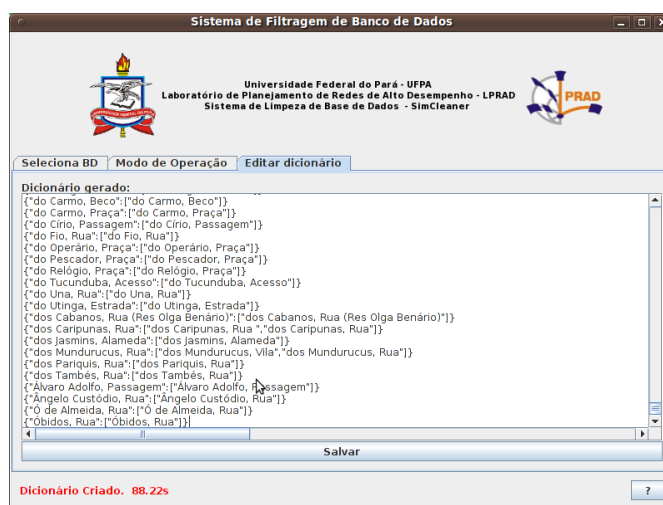 Sistema de Filtragem de Banco de Dados
Universidade Federal do Pará - UFPA
Laboratório de Planejamento de Redes de Alto Desempenho - LPRAD
Sistema de Limpeza de Base de Dados - SimCleaner
PRAD
Seleciona BD Modo de Operação Editar dicionário
Dicionário gerado:
{"do Carmo, Beco":["do Carmo, Beco"]}
{"do Carmo, Praça":["do Carmo, Praça"]}
{"do Círio, Passagem":["do Círio, Passagem"]}
{"do Fio, Rua":["do Fio, Rua"]}
{"do Operário, Praça":["do Operário, Praça"]}
{"do Pescador, Praça":["do Pescador, Praça"]}
{"do Relógio, Praça":["do Relógio, Praça"]}
{"do Tucunduba, Acesso":["do Tucunduba, Acesso"]}
{"do Una, Rua":["do Una, Rua"]}
{"do Utinga, Estrada":["do Utinga, Estrada"]}
{"dos Cabanos, Rua (Res Olga Benário)":["dos Cabanos, Rua (Res Olga Benário)"]}
{"dos Caripunas, Rua":["dos Caripunas, Rua ","dos Caripunas, Rua"]}
{"dos Jasmins, Alameda":["dos Jasmins, Alameda"]}
{"dos Mundurucus, Rua":["dos Mundurucus, Vila","dos Mundurucus, Rua"]}
{"dos Pariquis, Rua":["dos Pariquis, Rua"]}
{"dos També​s, Rua":["dos També​s, Rua"]}
{"Álvaro Adolfo, Passagem":["Álvaro Adolfo, Passagem"]}
{"Ângelo Custódio, Rua":["Ângelo Custódio, Rua"]}
{"Ó de Almeida, Rua":["Ó de Almeida, Rua"]}
{"Óbidos, Rua":["Óbidos, Rua"]}
Salvar
Dicionário Criado. 88.22s
?